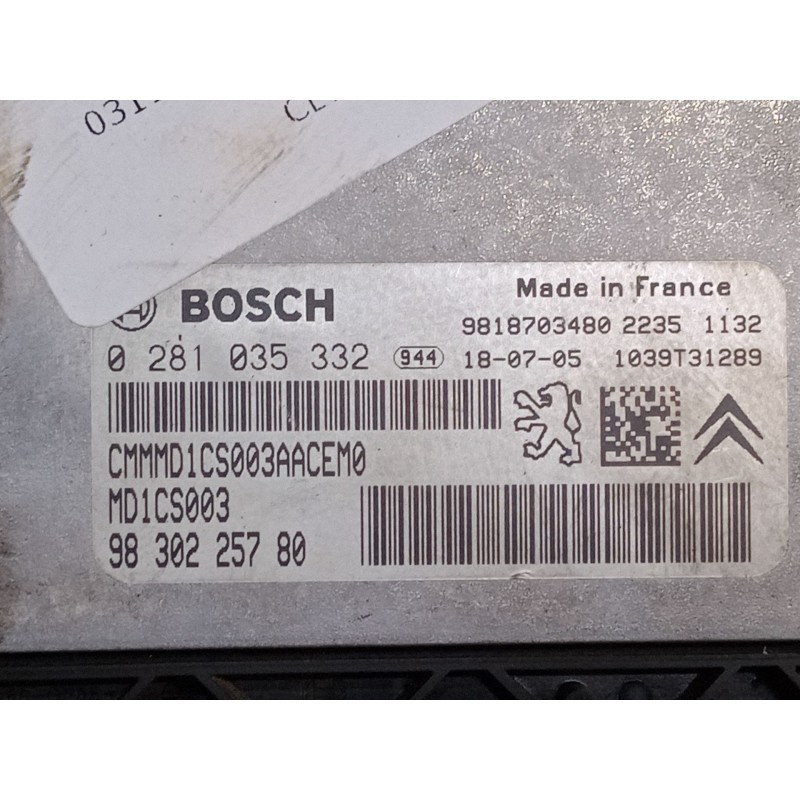 BOSCH
Made in France
9818703480 2235 1132
0 281 035 332 944 18-07-05 1039T31289
CMMMD1CS003AACEM0
MD1CS003
98 302 257 80